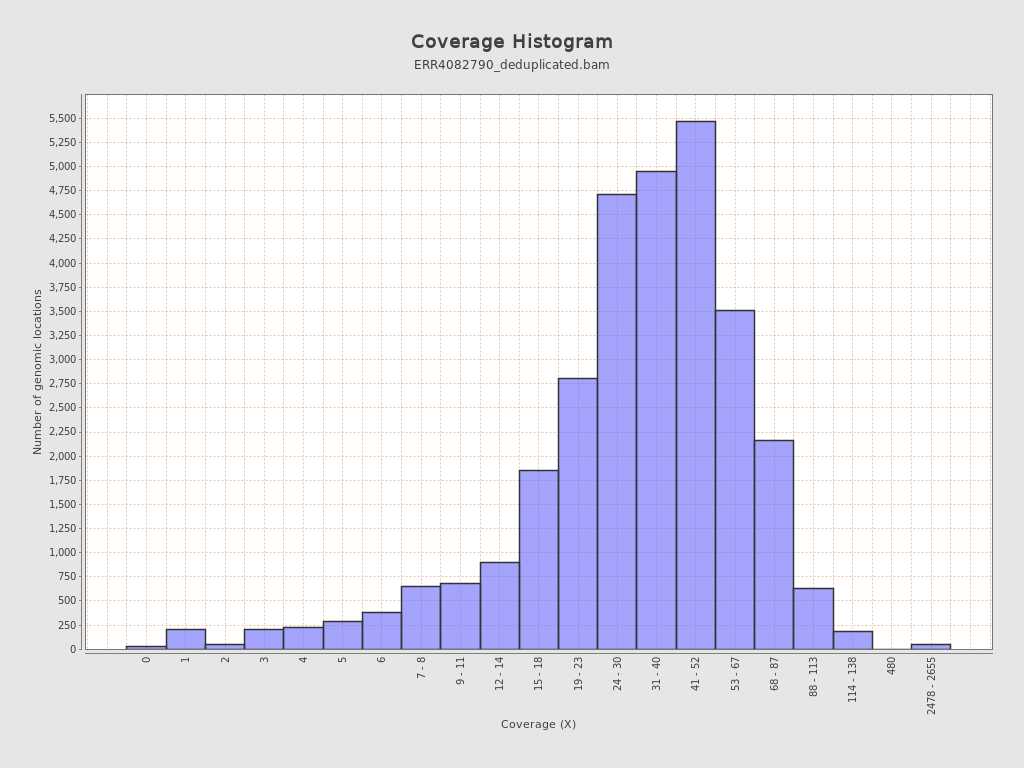 Coverage Histogram
ERR4082790_deduplicated.bam
Number of genomic locations
5,500
5,250
5,000
4,750
4,500
4,250
4,000
3,750
3,500
3,250
3,000
2,750
2,500
2,250
2,000
1,750
1,500
1,250
1,000
750
500
250
0
0
1
2
3
4
5
6
7 - 8
9 - 11
12 - 14
15 - 18
19 - 23
24 - 30
31 - 40
41 - 52
53 - 67
68 - 87
88 - 113
114 - 138
480
2478 - 2655
Coverage (X)